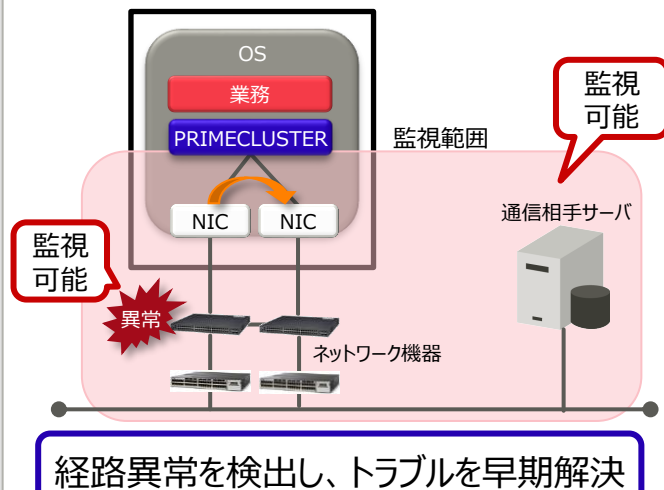 OS
業務
PRIMECLUSTER
監視範囲
監視
可能
NIC
NIC
通信相手サーバ
監視
可能
異常
ネットワーク機器
経路異常を検出し、トラブルを早期解決